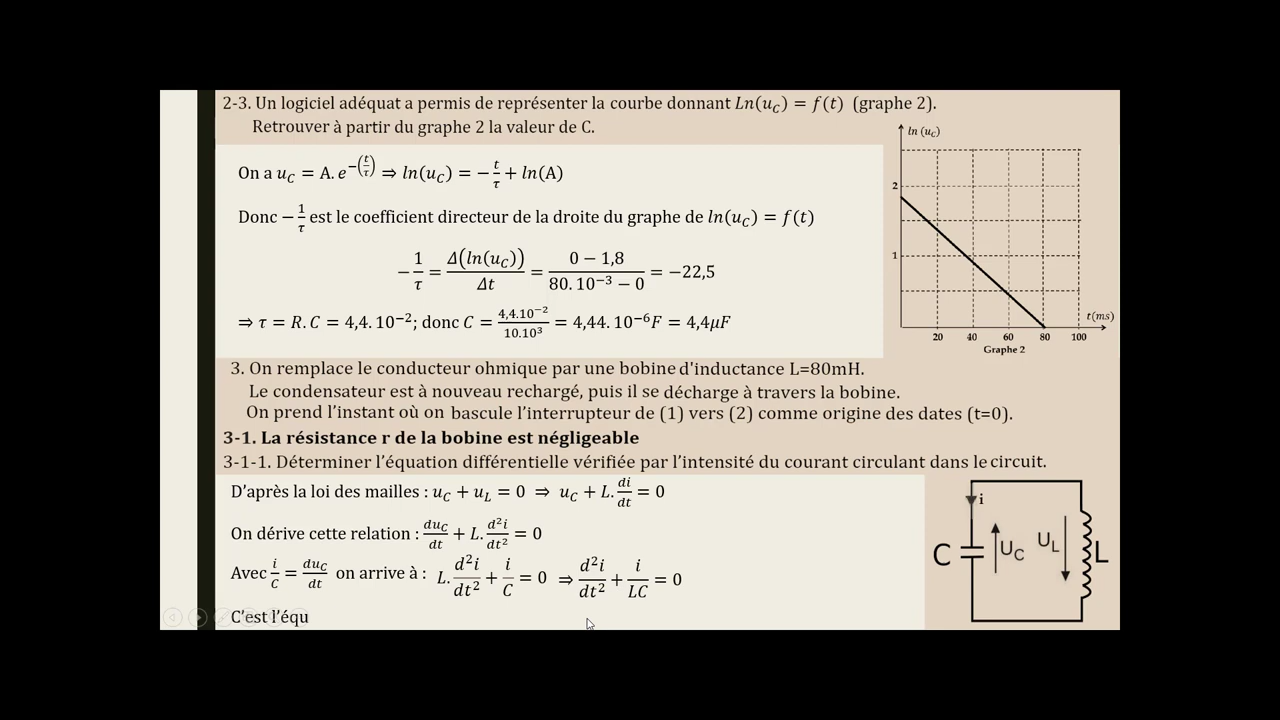 2-3. Un logiciel adéquat a permis de représenter la courbe donnant Ln(u_C) = f(t) (graphe 2).
Retrouver à partir du graphe 2 la valeur de C.
On a u_C = A. e^{-(t/τ)} ⇒ ln(u_C) = -t/τ + ln(A)
Donc -1/τ est le coefficient directeur de la droite du graphe de ln(u_C) = f(t)
-1/τ = Δ(ln(u_C))/Δt = (0 - 1,8)/(80. 10^{-3} - 0) = -22,5
⇒ τ = R. C = 4,4. 10^{-2}; donc C = 4,4.10^{-2}/10.10^3 = 4,44. 10^{-6}F = 4,4μF
ln (u_C)
2
1
20 40 60 80 100
t(ms)
Graphe 2
3. On remplace le conducteur ohmique par une bobine d'inductance L=80mH.
Le condensateur est à nouveau rechargé, puis il se décharge à travers la bobine.
On prend l'instant où on bascule l'interrupteur de (1) vers (2) comme origine des dates (t=0).
3-1. La résistance r de la bobine est négligeable
3-1-1. Déterminer l'équation différentielle vérifiée par l'intensité du courant circulant dans le circuit.
D'après la loi des mailles : u_C + u_L = 0 ⇒ u_C + L. di/dt = 0
On dérive cette relation : du_C/dt + L. d²i/dt² = 0
Avec i/C = du_C/dt on arrive à : L. d²i/dt² + i/C = 0 ⇒ d²i/dt² + i/LC = 0
C'est l'équ
i
C
U_C
U_L
L